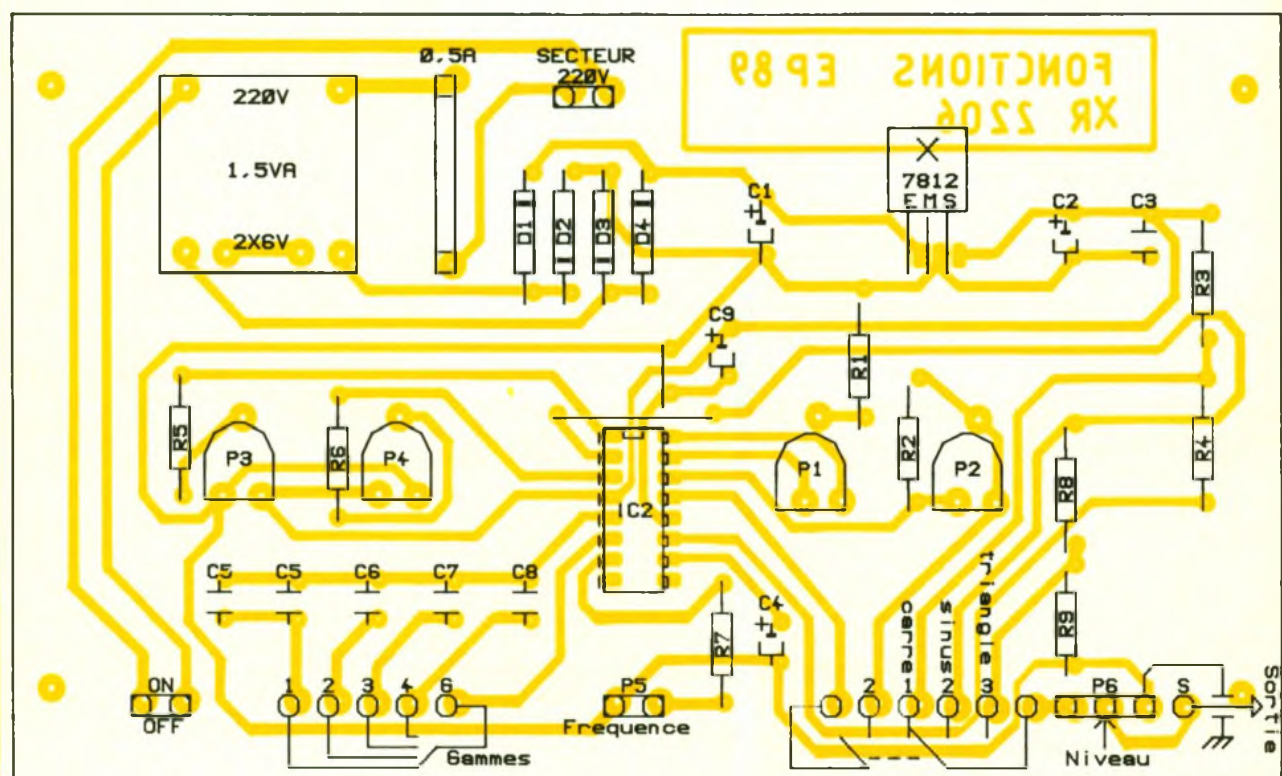 0,5A
SECTEUR
220V
FONCTIONS EP89
XR 2206
220V
1.5VA
2X6V
D1
D2
D3
D4
C1
7812
EMS
C2
C3
R3
C9
R1
R5
P3
R6
P4
IC2
P1
R2
P2
R8
R4
C5
C5
C6
C7
C8
R7
C4
carre
sinus
triangle
R9
ON
OFF
1
2
3
4
6
Gammes
P5
Frequence
2
1
2
3
P6
S
Niveau
Sortie